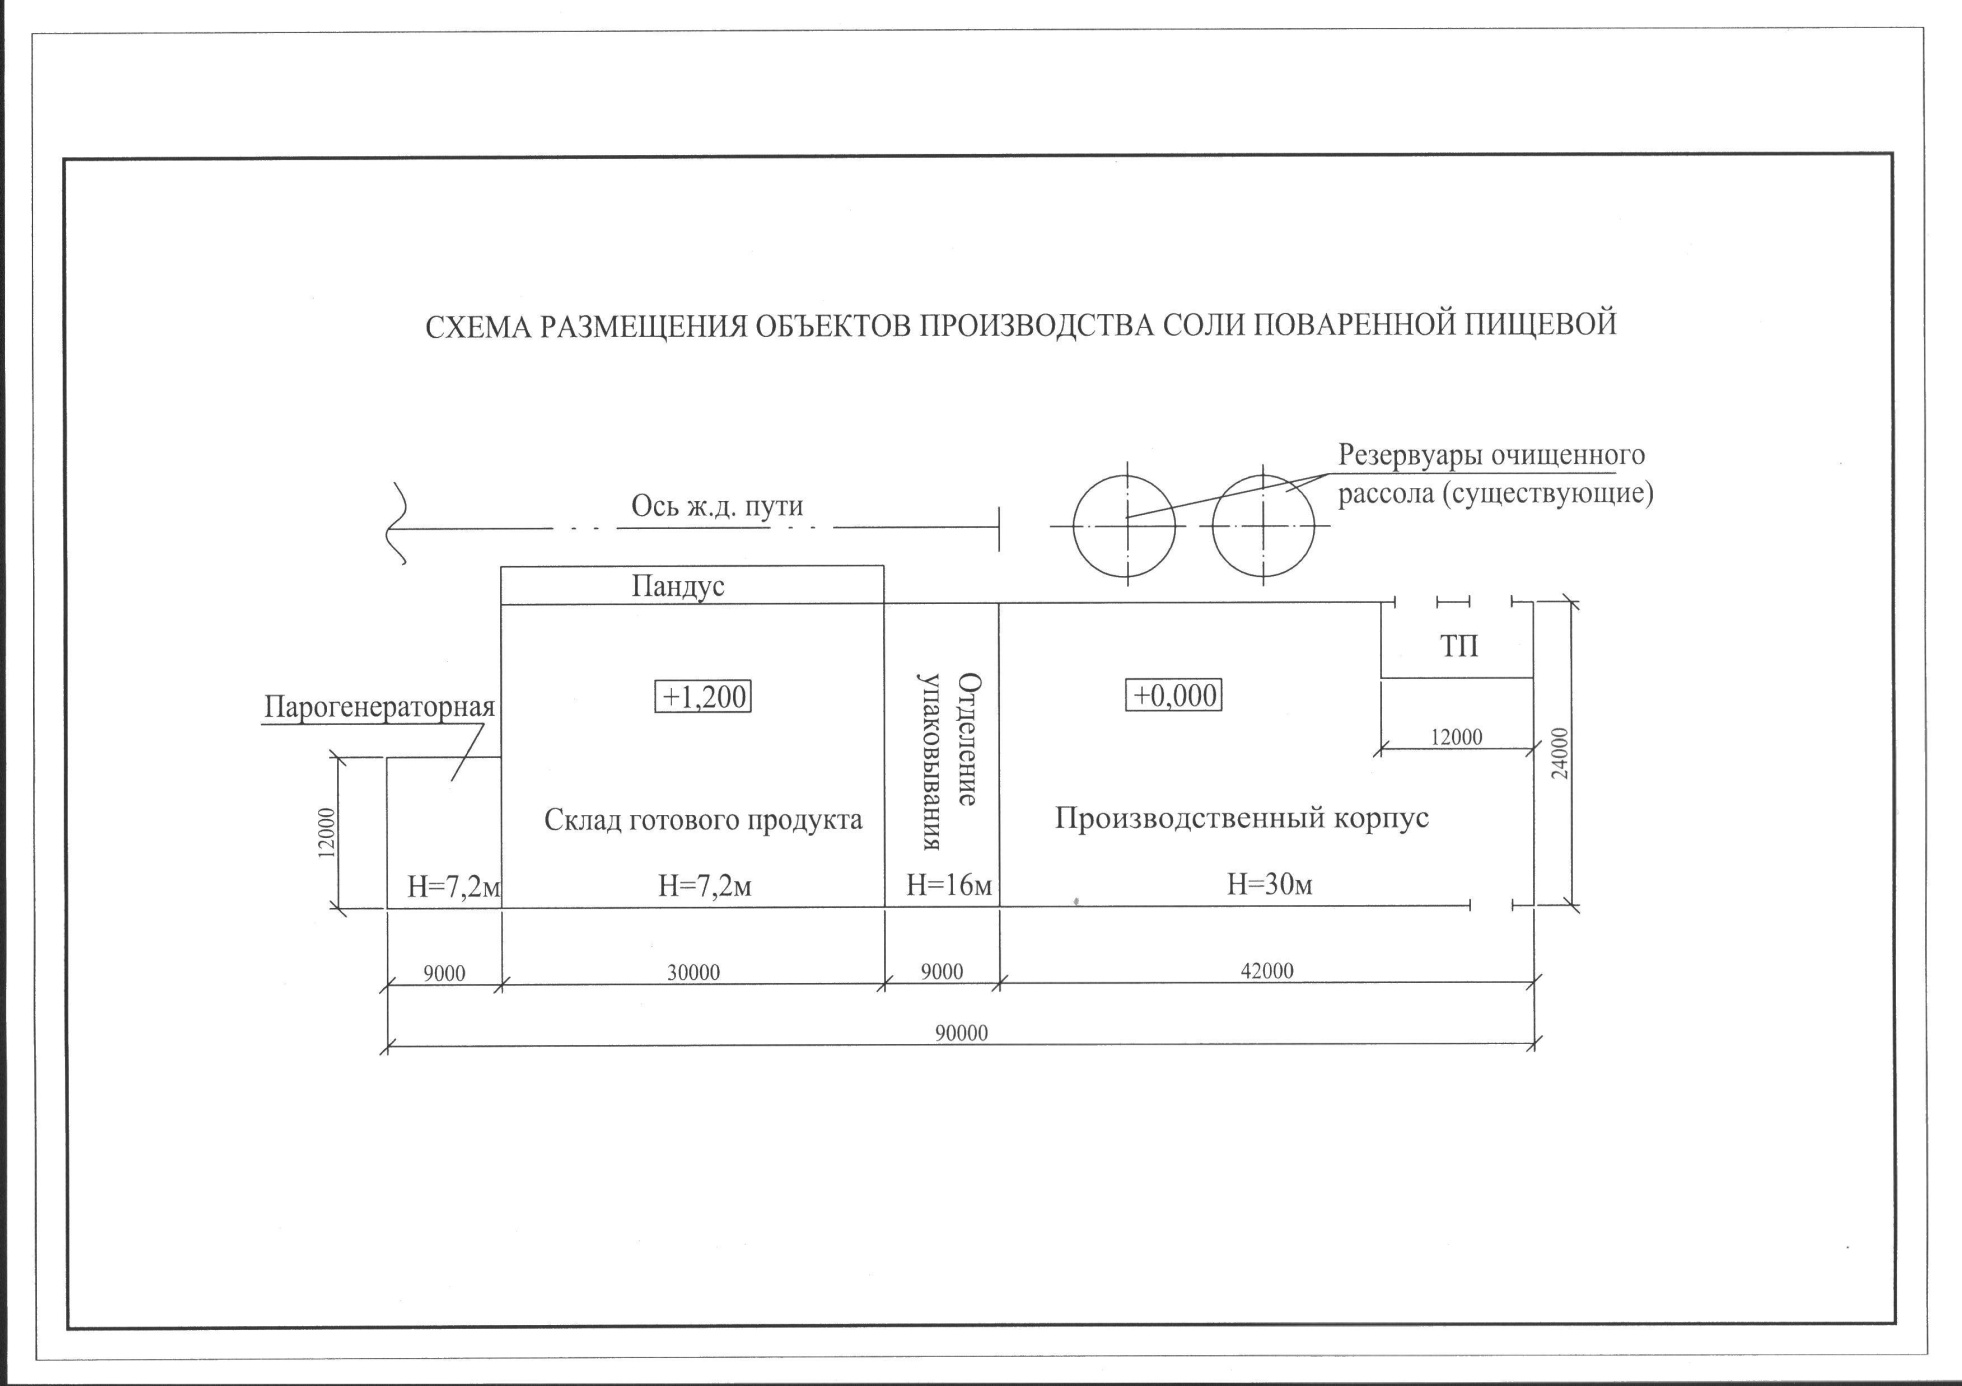 СХЕМА РАЗМЕЩЕНИЯ ОБЪЕКТОВ ПРОИЗВОДСТВА СОЛИ ПОВАРЕННОЙ ПИЩЕВОЙ
Резервуары очищенного
рассола (существующие)
Ось ж.д. пути
Пандус
ТП
Парогенераторная
+1,200
+0,000
Отделение
упаковывания
12000
24000
12000
Склад готового продукта
Производственный корпус
Н=7,2м
Н=7,2м
Н=16м
Н=30м
9000
30000
9000
42000
90000